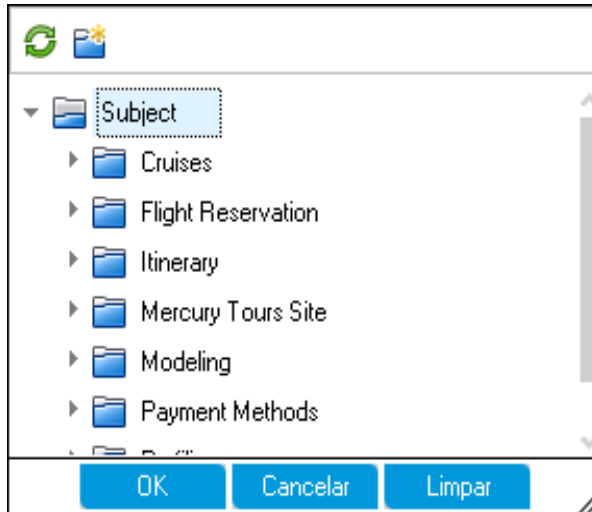 Subject
Cruises
Flight Reservation
Itinerary
Mercury Tours Site
Modeling
Payment Methods
OK Cancelar Limpar